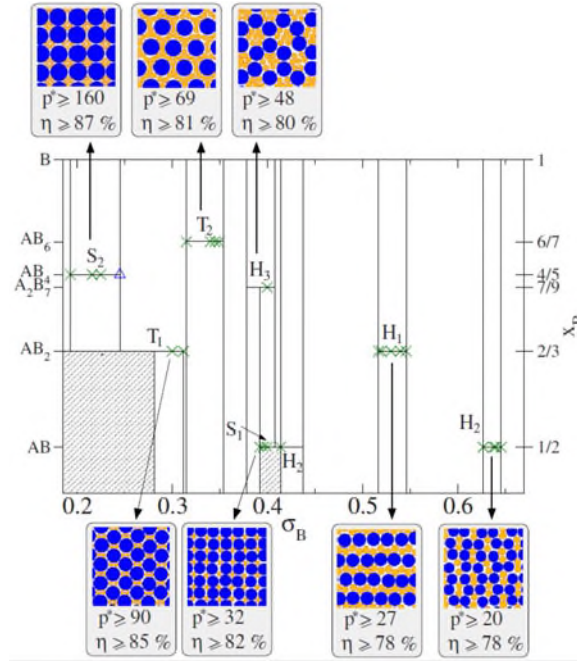 p* ⩾ 160
η ⩾ 87 %
p* ⩾ 69
η ⩾ 81 %
p* ⩾ 48
η ⩾ 80 %
B
1
AB₆
T₂
6/7
S₂
AB₄
H₃
4/5
A₂B₇
7/9
x_B
T₁
H₁
AB₂
2/3
S₁
H₂
AB
H₂
1/2
0.2
0.3
0.4
0.5
0.6
σ_B
p* ⩾ 90
η ⩾ 85 %
p* ⩾ 32
η ⩾ 82 %
p* ⩾ 27
η ⩾ 78 %
p* ⩾ 20
η ⩾ 78 %